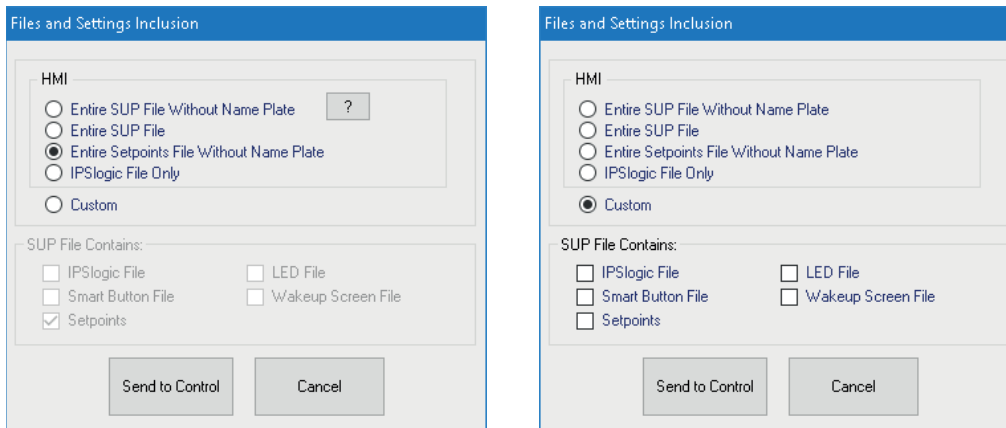 Files and Settings Inclusion
HMI
Entire SUP File Without Name Plate ?
Entire SUP File
Entire Setpoints File Without Name Plate
IPSlogic File Only
Custom
SUP File Contains:
IPSlogic File LED File
Smart Button File Wakeup Screen File
Setpoints
Send to Control Cancel
Files and Settings Inclusion
HMI
Entire SUP File Without Name Plate
Entire SUP File
Entire Setpoints File Without Name Plate
IPSlogic File Only
Custom
SUP File Contains:
IPSlogic File LED File
Smart Button File Wakeup Screen File
Setpoints
Send to Control Cancel